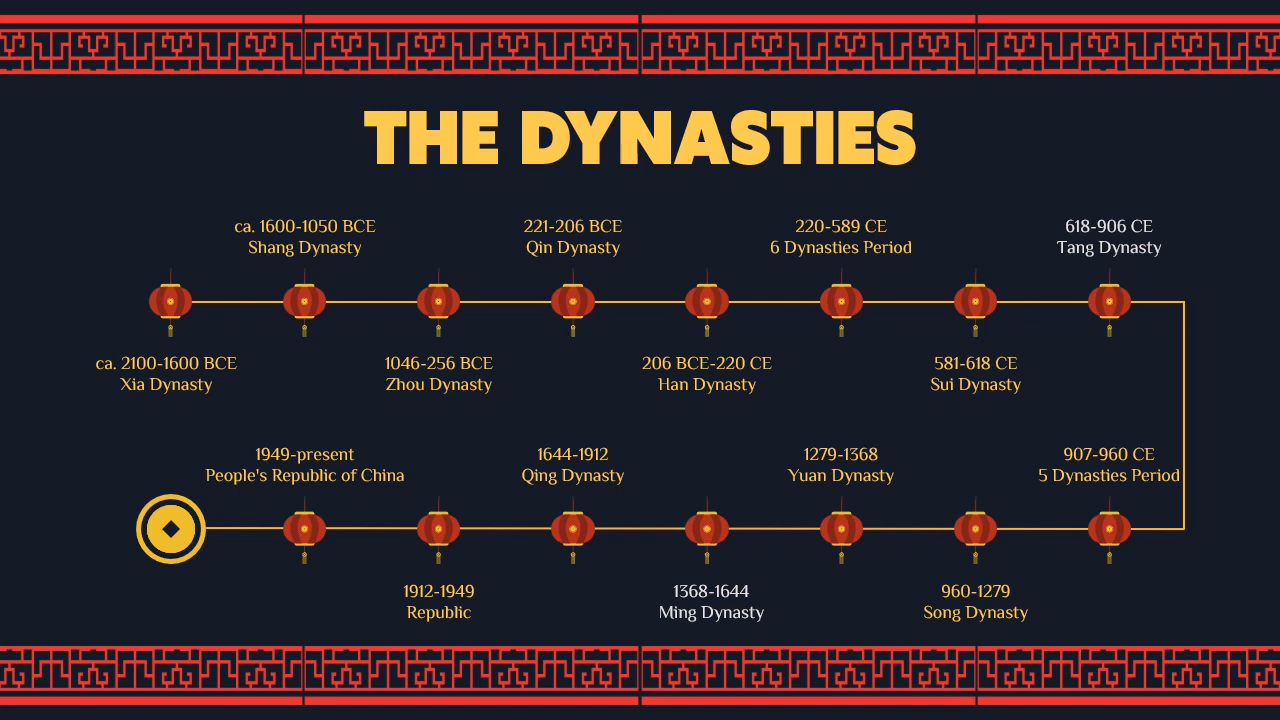 THE DYNASTIES
ca. 1600-1050 BCE
Shang Dynasty
221-206 BCE
Qin Dynasty
220-589 CE
6 Dynasties Period
618-906 CE
Tang Dynasty
ca. 2100-1600 BCE
Xia Dynasty
1046-256 BCE
Zhou Dynasty
206 BCE-220 CE
Han Dynasty
581-618 CE
Sui Dynasty
1949-present
People's Republic of China
1644-1912
Qing Dynasty
1279-1368
Yuan Dynasty
907-960 CE
5 Dynasties Period
1912-1949
Republic
1368-1644
Ming Dynasty
960-1279
Song Dynasty